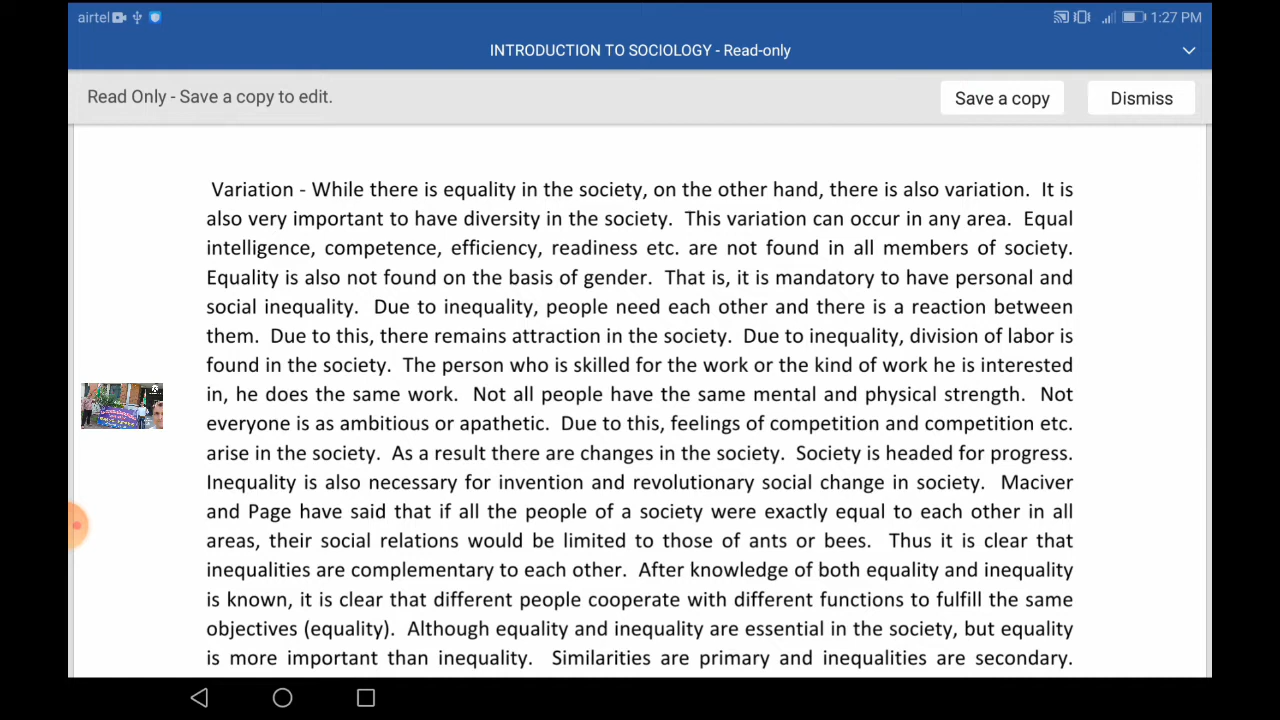 airtel 1:27 PM
INTRODUCTION TO SOCIOLOGY - Read-only
Read Only - Save a copy to edit. Save a copy Dismiss
Variation - While there is equality in the society, on the other hand, there is also variation. It is
also very important to have diversity in the society. This variation can occur in any area. Equal
intelligence, competence, efficiency, readiness etc. are not found in all members of society.
Equality is also not found on the basis of gender. That is, it is mandatory to have personal and
social inequality. Due to inequality, people need each other and there is a reaction between
them. Due to this, there remains attraction in the society. Due to inequality, division of labor is
found in the society. The person who is skilled for the work or the kind of work he is interested
in, he does the same work. Not all people have the same mental and physical strength. Not
everyone is as ambitious or apathetic. Due to this, feelings of competition and competition etc.
arise in the society. As a result there are changes in the society. Society is headed for progress.
Inequality is also necessary for invention and revolutionary social change in society. Maciver
and Page have said that if all the people of a society were exactly equal to each other in all
areas, their social relations would be limited to those of ants or bees. Thus it is clear that
inequalities are complementary to each other. After knowledge of both equality and inequality
is known, it is clear that different people cooperate with different functions to fulfill the same
objectives (equality). Although equality and inequality are essential in the society, but equality
is more important than inequality. Similarities are primary and inequalities are secondary.